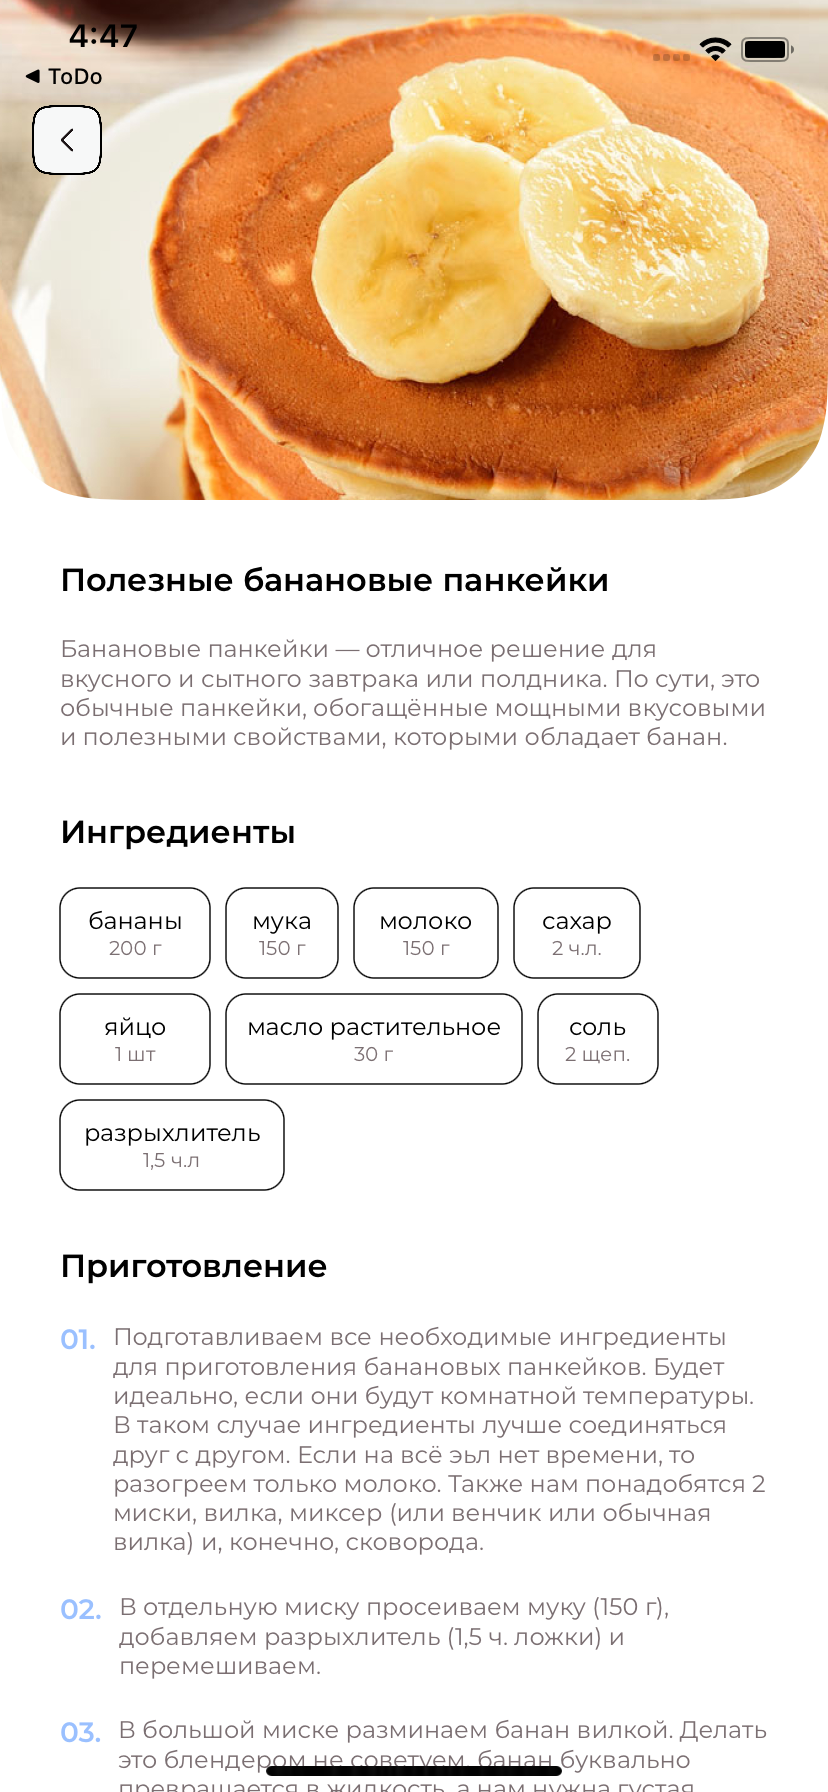 4:47
ToDo
Полезные банановые панкейки
Банановые панкейки — отличное решение для
вкусного и сытного завтрака или полдника. По сути, это
обычные панкейки, обогащённые мощными вкусовыми
и полезными свойствами, которыми обладает банан.
Ингредиенты
бананы мука молоко сахар
200 г 150 г 150 г 2 ч.л.
яйцо масло растительное соль
1 шт 30 г 2 щеп.
разрыхлитель
1,5 ч.л
Приготовление
01. Подготавливаем все необходимые ингредиенты
для приготовления банановых панкейков. Будет
идеально, если они будут комнатной температуры.
В таком случае ингредиенты лучше соединяться
друг с другом. Если на всё эьл нет времени, то
разогреем только молоко. Также нам понадобятся 2
миски, вилка, миксер (или венчик или обычная
вилка) и, конечно, сковорода.
02. В отдельную миску просеиваем муку (150 г),
добавляем разрыхлитель (1,5 ч. ложки) и
перемешиваем.
03. В большой миске разминаем банан вилкой. Делать
это блендером не советуем, банан буквально
превращается в жидкость, а нам нужна густая